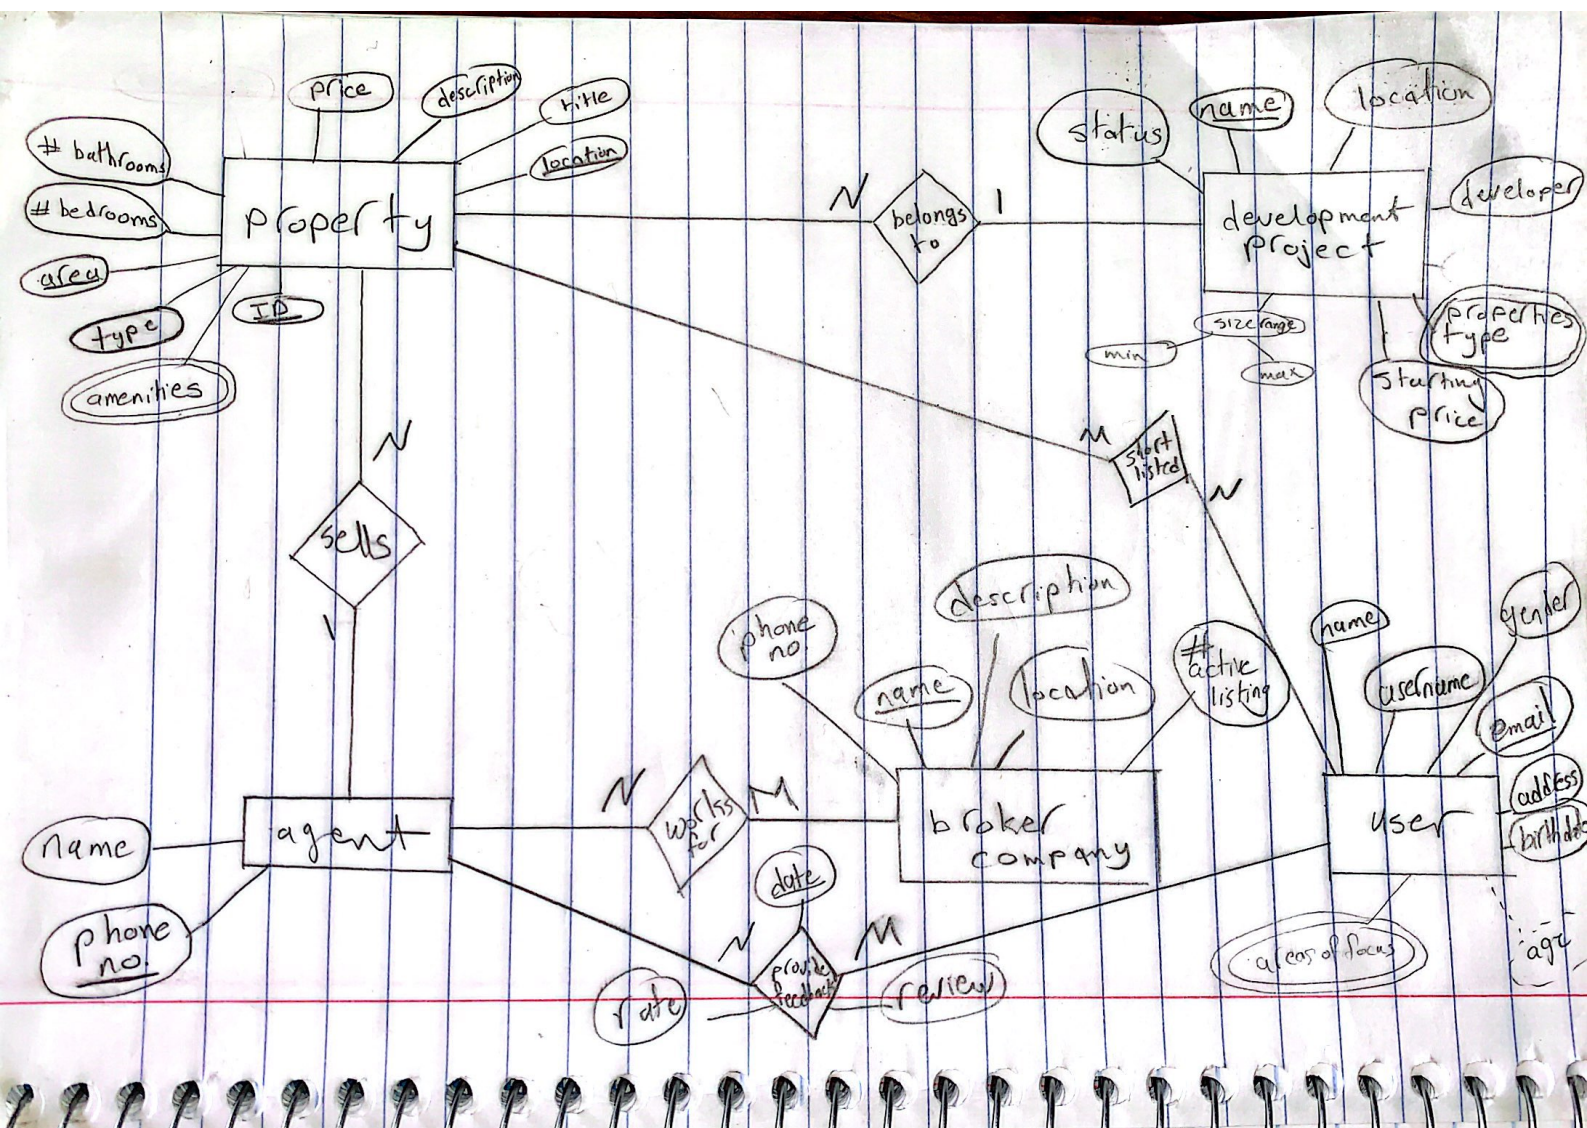 price
description
title
location
# bathrooms
# bedrooms
area
type
ID
amenities
property
N
belongs
to
1
status
name
location
developer
development
project
size range
min
max
properties
type
starting
price
N
sells
1
M
short
listed
N
phone
no.
description
name
location
#
active
listing
name
gender
username
email
address
birthdate
user
areas of focus
age
broker
company
N
works
for
M
agent
name
phone
no.
date
N
provide
feedback
M
rate
review